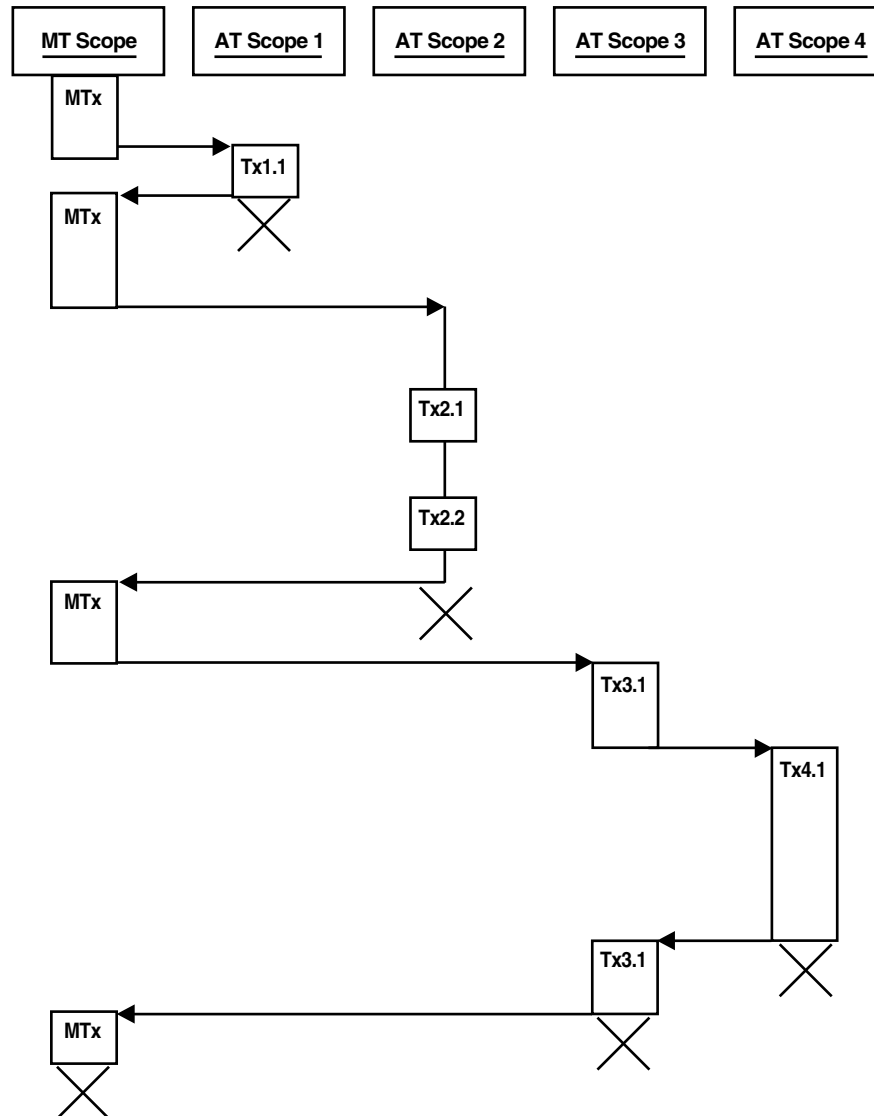 MT Scope
AT Scope 1
AT Scope 2
AT Scope 3
AT Scope 4
MTx
Tx1.1
MTx
Tx2.1
Tx2.2
MTx
Tx3.1
Tx4.1
Tx3.1
MTx